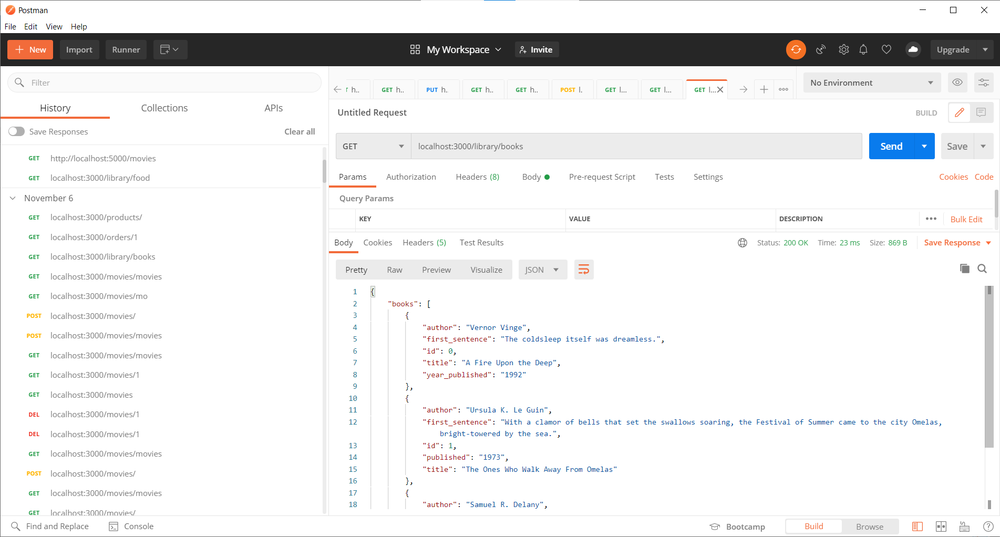 Postman
File Edit View Help
New Import Runner My Workspace Invite Upgrade
Filter
History Collections APIs
Save Responses Clear all
GET http://localhost:5000/movies
GET localhost:3000/library/food
November 6
GET localhost:3000/products/
GET localhost:3000/orders/1
GET localhost:3000/library/books
GET localhost:3000/movies/movies
GET localhost:3000/movies/mo
POST localhost:3000/movies/
POST localhost:3000/movies/movies
GET localhost:3000/movies/movies
GET localhost:3000/movies/1
GET localhost:3000/movies
DEL localhost:3000/movies/1
DEL localhost:3000/movies/1
GET localhost:3000/movies/movies
POST localhost:3000/movies/
GET localhost:3000/movies/movies
GET localhost:3000/movies/
h.. GET h.. PUT h. GET h.. GET h.. POST l. GET l... GET l... GET l... No Environment
Untitled Request BUILD
GET localhost:3000/library/books Send Save
Params Authorization Headers (8) Body Pre-request Script Tests Settings Cookies Code
Query Params
KEY VALUE DESCRIPTION Bulk Edit
Body Cookies Headers (5) Test Results Status: 200 OK Time: 23 ms Size: 869 B Save Response
Pretty Raw Preview Visualize JSON
1 {
2 "books": [
3 {
4 "author": "Vernor Vinge",
5 "first_sentence": "The coldsleep itself was dreamless.",
6 "id": 0,
7 "title": "A Fire Upon the Deep",
8 "year_published": "1992"
9 },
10 {
11 "author": "Ursula K. Le Guin",
12 "first_sentence": "With a clamor of bells that set the swallows soaring, the Festival of Summer came to the city Omelas,
bright-towered by the sea.",
13 "id": 1,
14 "published": "1973",
15 "title": "The Ones Who Walk Away From Omelas"
16 },
17 {
18 "author": "Samuel R. Delany",
Find and Replace Console Bootcamp Build Browse